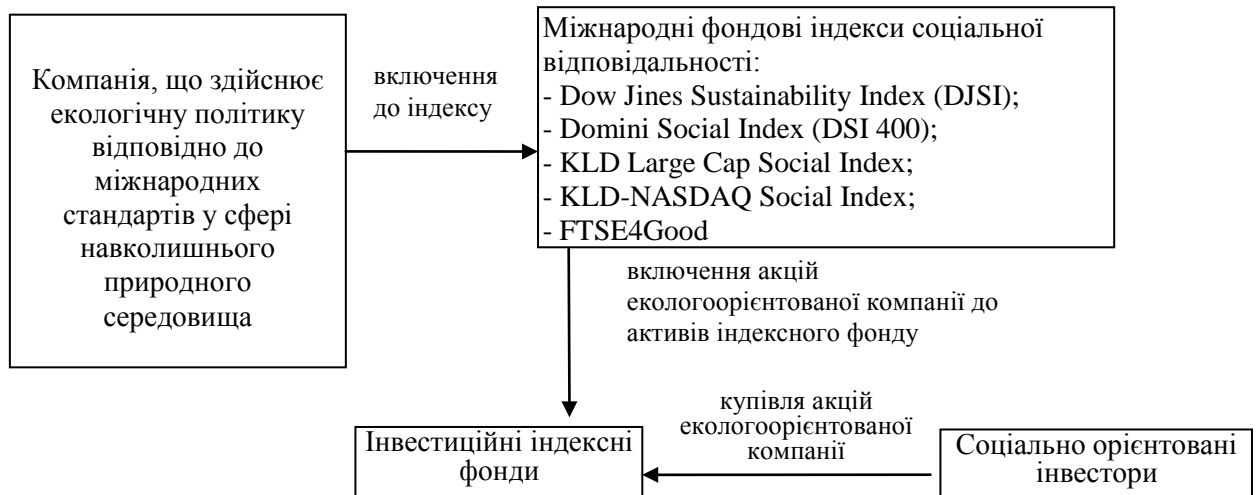 Компанія, що здійснює
екологічну політику
відповідно до
міжнародних
стандартів у сфері
навколишнього
природного
середовища
включення
до індексу
Міжнародні фондові індекси соціальної
відповідальності:
- Dow Jines Sustainability Index (DJSI);
- Domini Social Index (DSI 400);
- KLD Large Cap Social Index;
- KLD-NASDAQ Social Index;
- FTSE4Good
включення акцій
екологоорієнтованої компанії до
активів індексного фонду
Інвестиційні індексні
фонди
купівля акцій
екологоорієнтованої
компанії
Соціально орієнтовані
інвестори